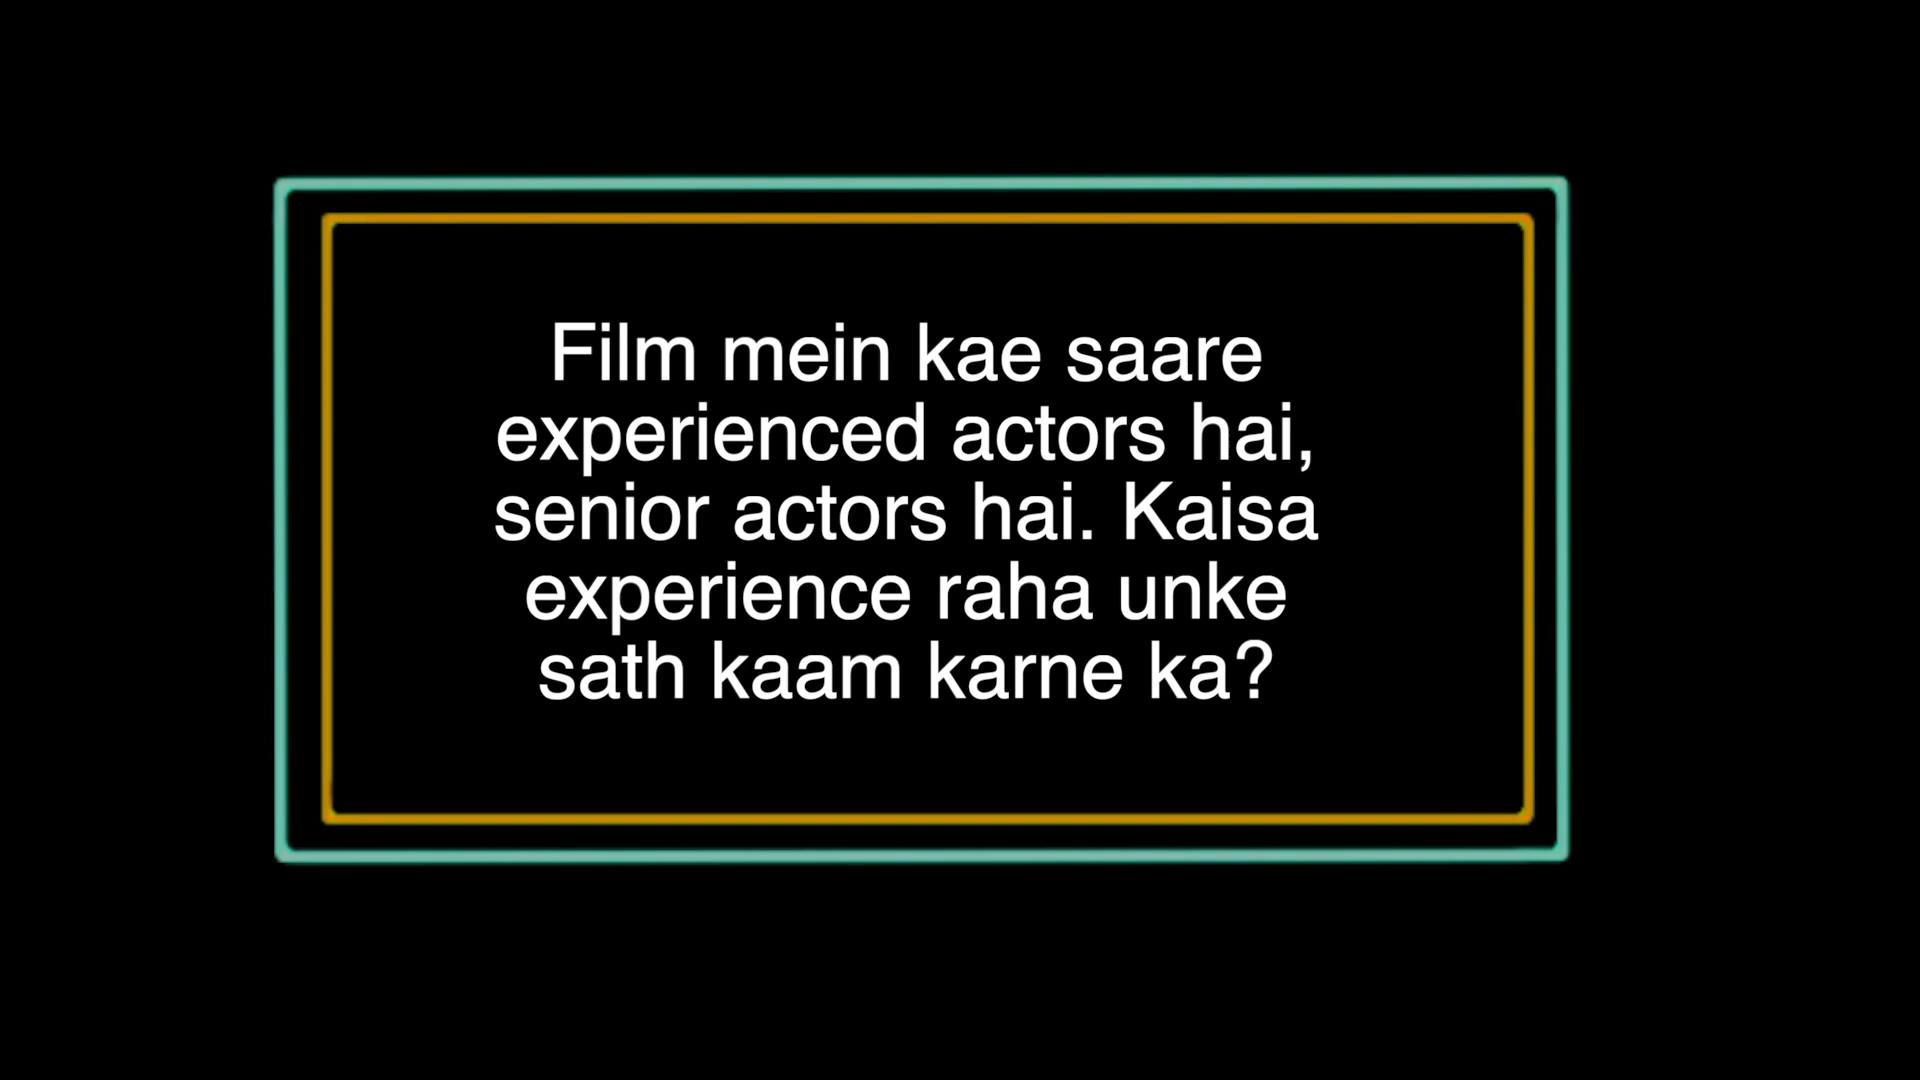 Film mein kae saare
experienced actors hai,
senior actors hai. Kaisa
experience raha unke
sath kaam karne ka?